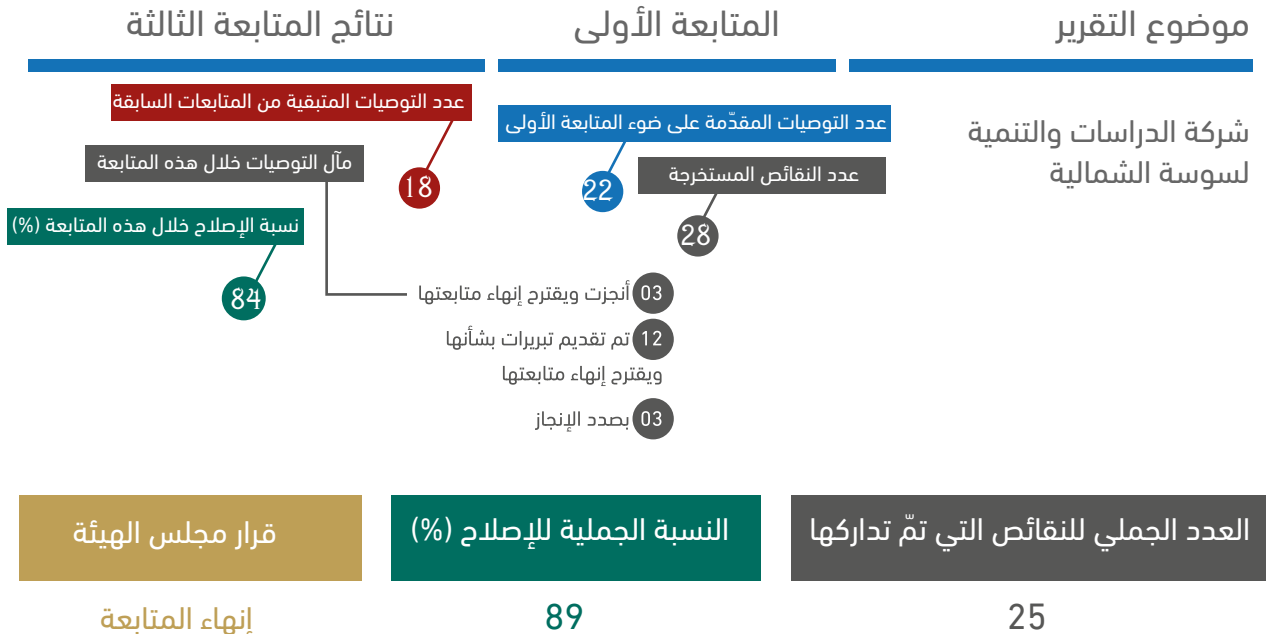 موضوع التقرير
المتابعة الأولى
نتائج المتابعة الثالثة
شركة الدراسات والتنمية
لسوسة الشمالية
عدد التوصيات المقدّمة على ضوء المتابعة الأولى
22
عدد النقائص المستخرجة
28
عدد التوصيات المتبقية من المتابعات السابقة
18
مآل التوصيات خلال هذه المتابعة
03 أنجزت ويقترح إنهاء متابعتها
12 تم تقديم تبريرات بشأنها
ويقترح إنهاء متابعتها
03 بصدد الإنجاز
نسبة الإصلاح خلال هذه المتابعة (%)
84
العدد الجملي للنقائص التي تمّ تداركها
25
النسبة الجملية للإصلاح (%)
89
قرار مجلس الهيئة
إنهاء المتابعة